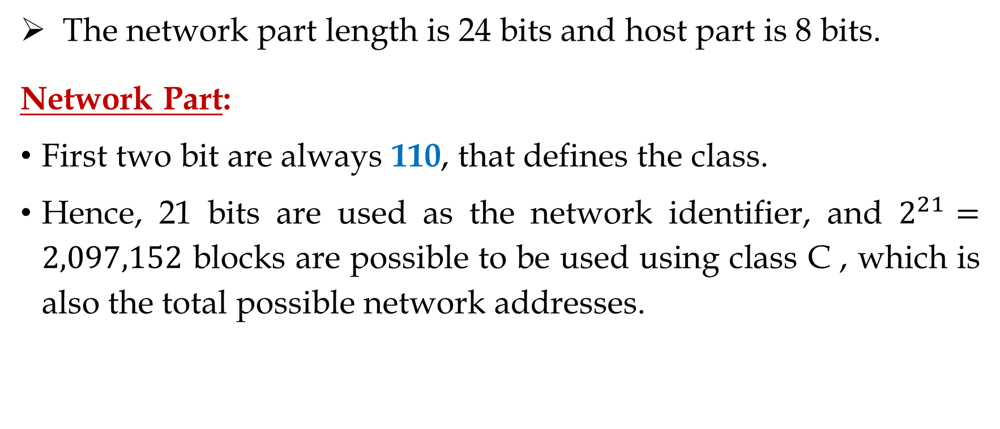 ➢ The network part length is 24 bits and host part is 8 bits.
Network Part:
• First two bit are always 110, that defines the class.
• Hence, 21 bits are used as the network identifier, and 2²¹ =
2,097,152 blocks are possible to be used using class C , which is
also the total possible network addresses.